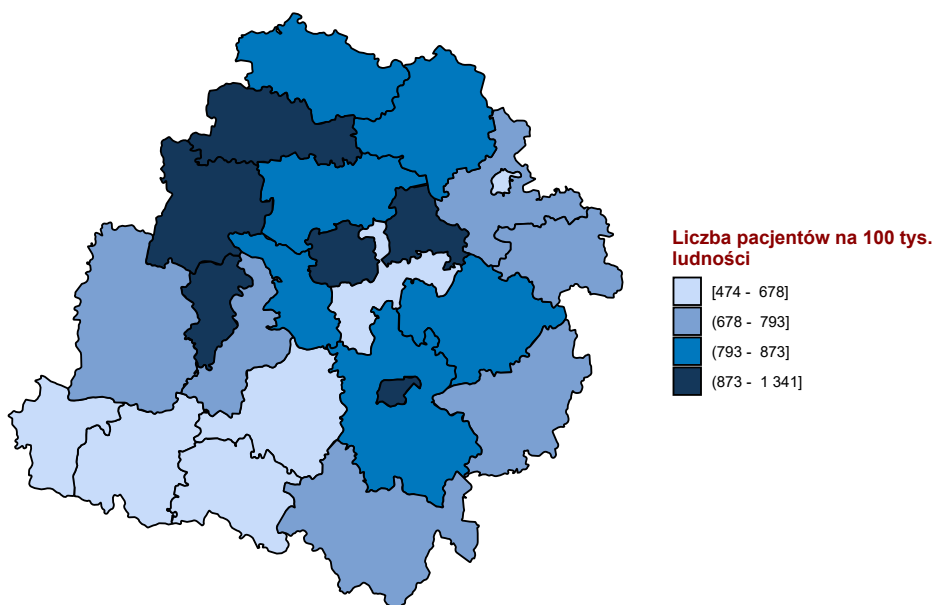 Liczba pacjentów na 100 tys.
ludności
[474 - 678]
(678 - 793]
(793 - 873]
(873 - 1 341]